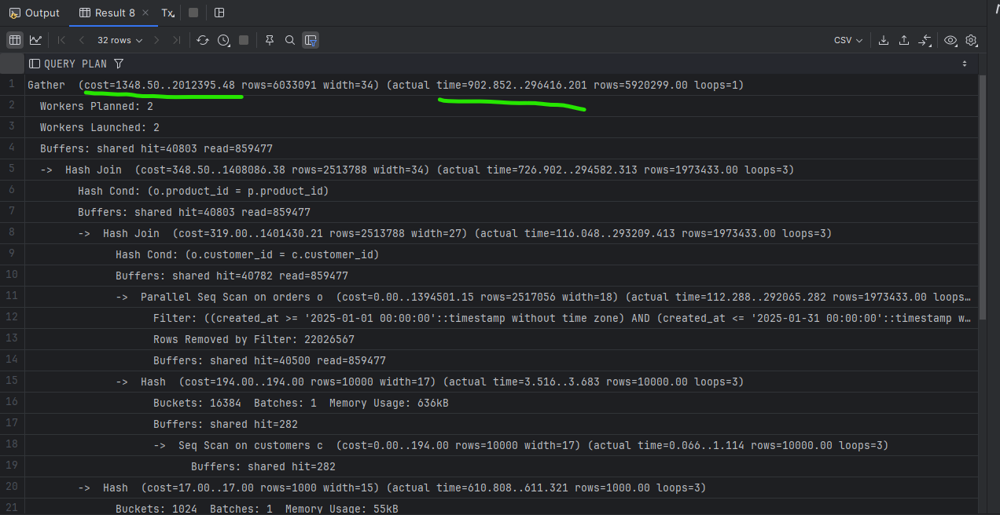 Output
Result 8
Tx
32 rows
CSV
QUERY PLAN
1 Gather  (cost=1348.50..2012395.48 rows=6033091 width=34) (actual time=902.852..296416.201 rows=5920299.00 loops=1)
2 Workers Planned: 2
3 Workers Launched: 2
4 Buffers: shared hit=40803 read=859477
5 ->  Hash Join  (cost=348.50..1408086.38 rows=2513788 width=34) (actual time=726.902..294582.313 rows=1973433.00 loops=3)
6 Hash Cond: (o.product_id = p.product_id)
7 Buffers: shared hit=40803 read=859477
8 ->  Hash Join  (cost=319.00..1401430.21 rows=2513788 width=27) (actual time=116.048..293209.413 rows=1973433.00 loops=3)
9 Hash Cond: (o.customer_id = c.customer_id)
10 Buffers: shared hit=40782 read=859477
11 ->  Parallel Seq Scan on orders o  (cost=0.00..1394501.15 rows=2517056 width=18) (actual time=112.288..292065.282 rows=1973433.00 loops…
12 Filter: ((created_at >= '2025-01-01 00:00:00'::timestamp without time zone) AND (created_at <= '2025-01-31 00:00:00'::timestamp w…
13 Rows Removed by Filter: 22026567
14 Buffers: shared hit=40500 read=859477
15 ->  Hash  (cost=194.00..194.00 rows=10000 width=17) (actual time=3.516..3.683 rows=10000.00 loops=3)
16 Buckets: 16384  Batches: 1  Memory Usage: 636kB
17 Buffers: shared hit=282
18 ->  Seq Scan on customers c  (cost=0.00..194.00 rows=10000 width=17) (actual time=0.066..1.114 rows=10000.00 loops=3)
19 Buffers: shared hit=282
20 ->  Hash  (cost=17.00..17.00 rows=1000 width=15) (actual time=610.808..611.321 rows=1000.00 loops=3)
21 Buckets: 1024  Batches: 1  Memory Usage: 55kB